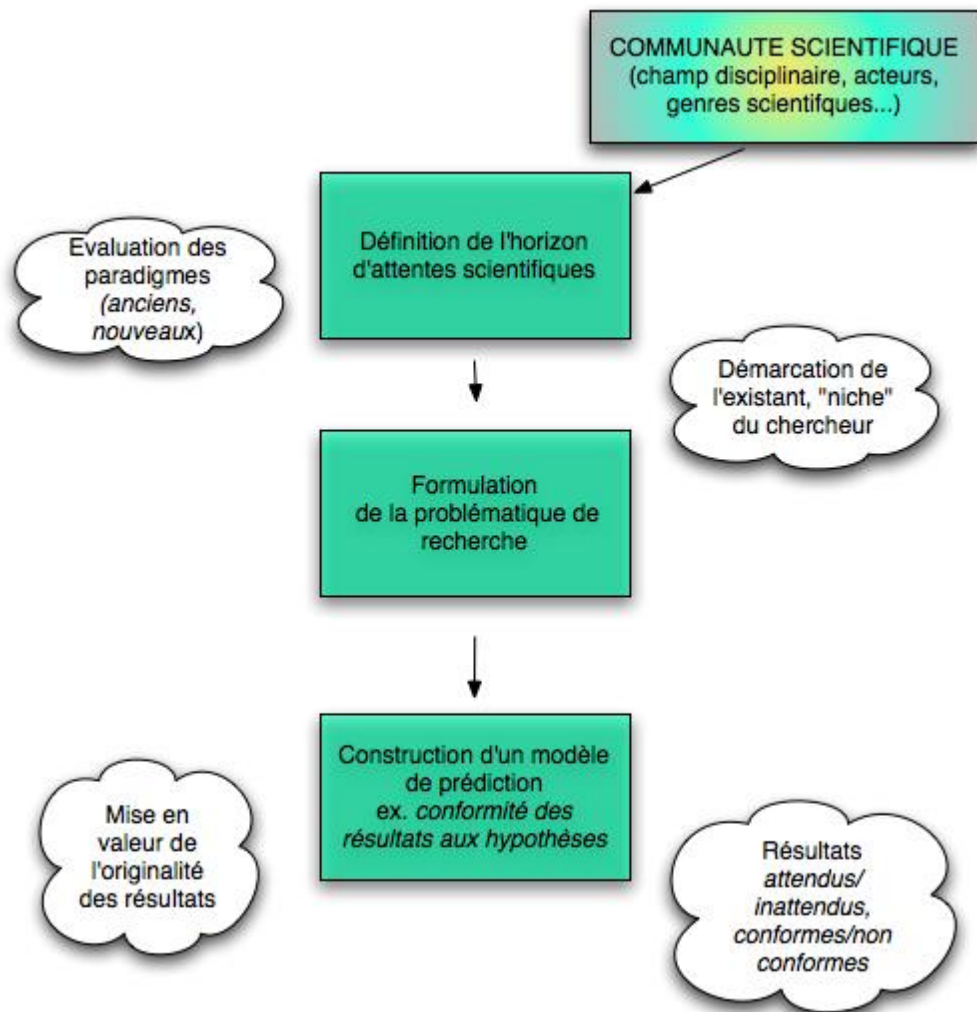 COMMUNAUTE SCIENTIFIQUE
(champ disciplinaire, acteurs,
genres scientifques...)
Définition de l'horizon
d'attentes scientifiques
Evaluation des
paradigmes
(anciens,
nouveaux)
Démarcation de
l'existant, "niche"
du chercheur
Formulation
de la problématique de
recherche
Construction d'un modèle
de prédiction
ex. conformité des
résultats aux hypothèses
Mise en
valeur de
l'originalité
des résultats
Résultats
attendus/
inattendus,
conformes/non
conformes